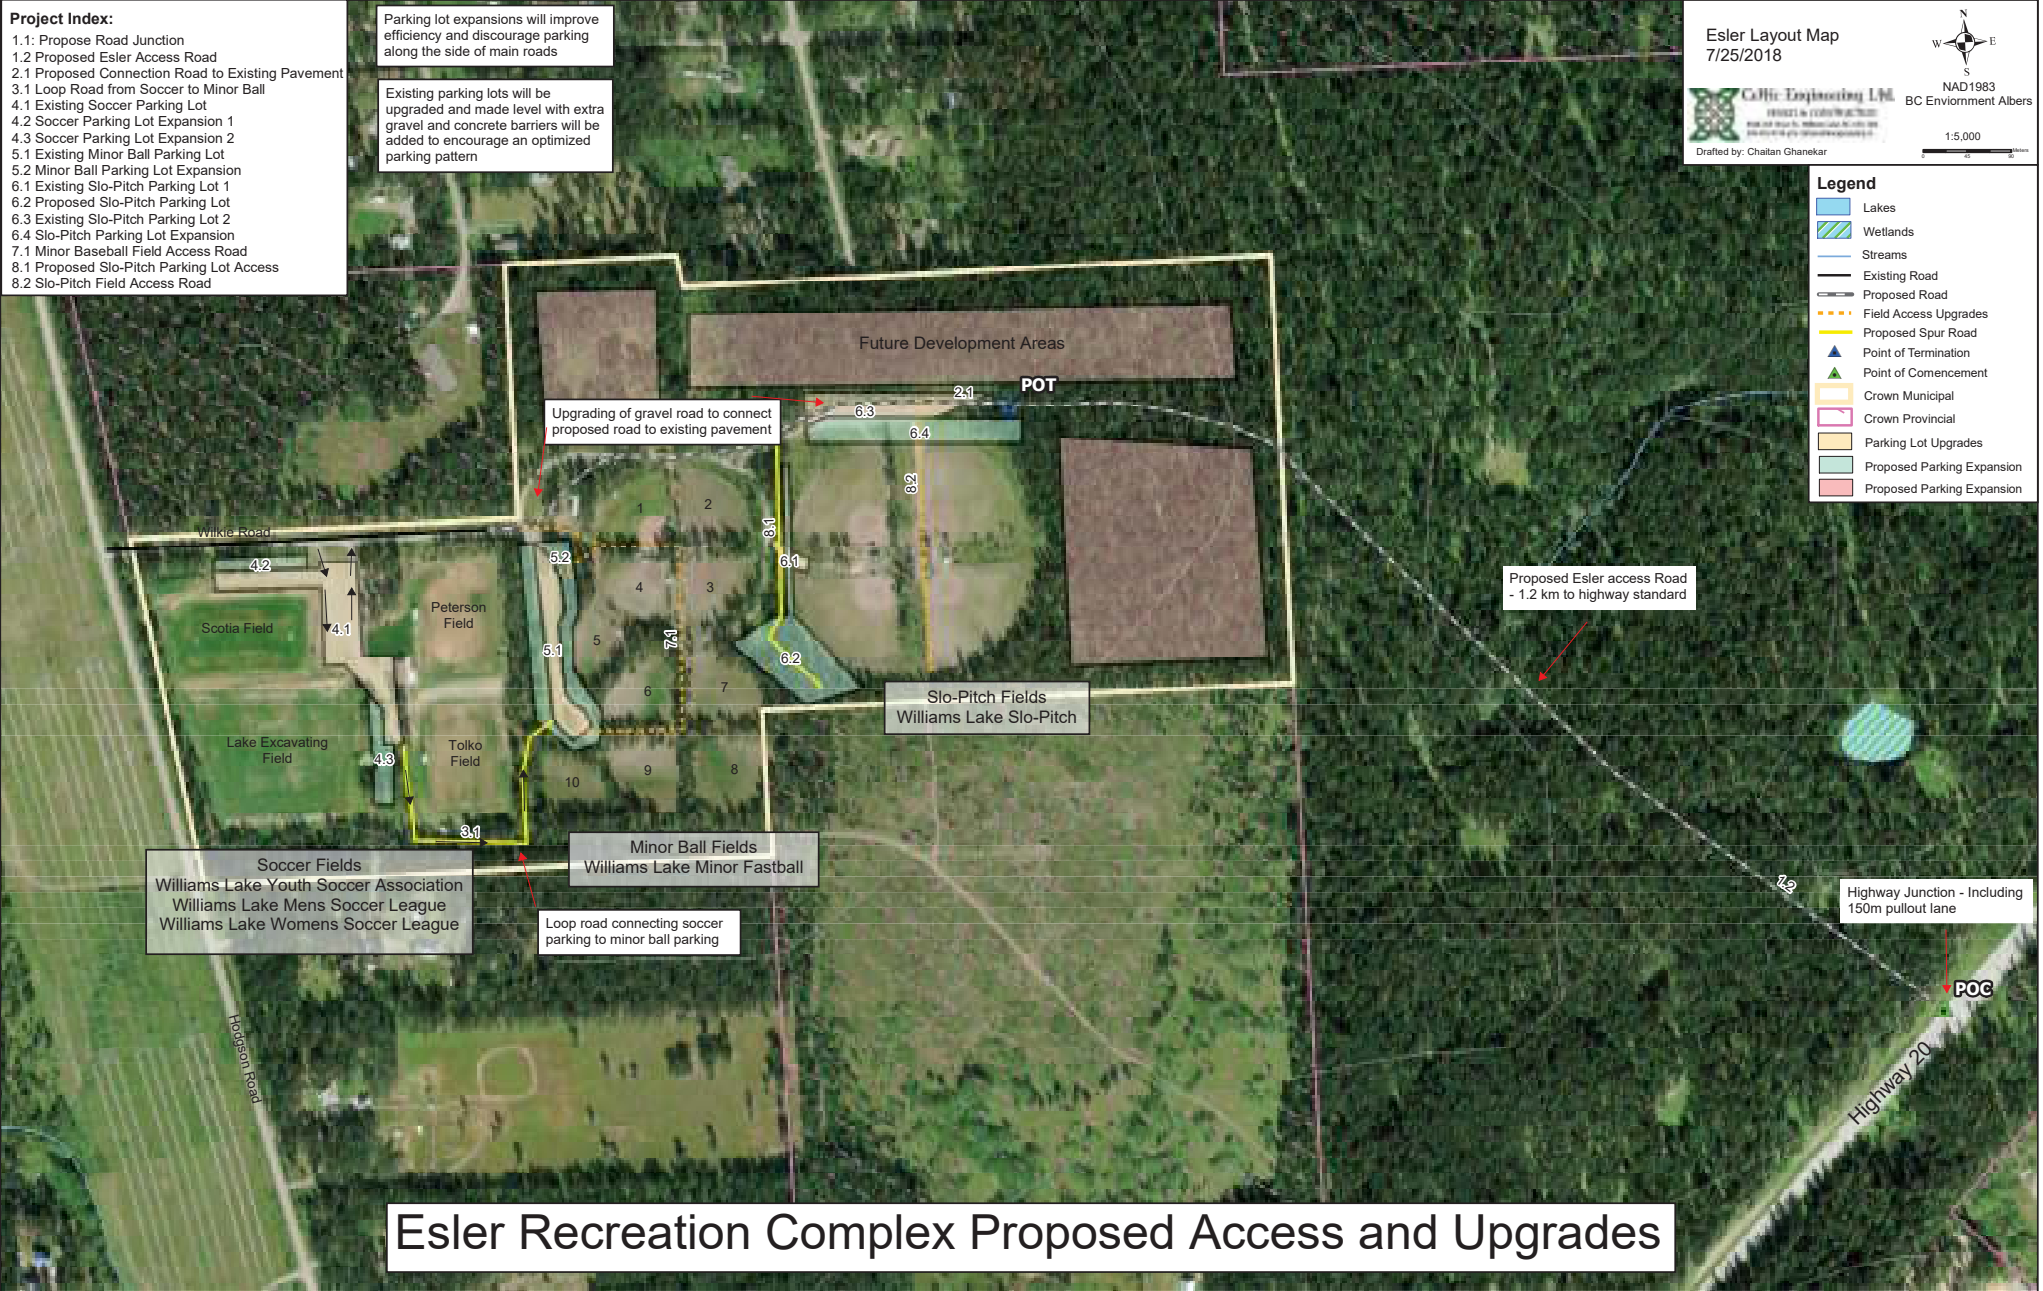 Project Index:
1.1: Propose Road Junction
1.2 Proposed Esler Access Road
2.1 Proposed Connection Road to Existing Pavement
3.1 Loop Road from Soccer to Minor Ball
4.1 Existing Soccer Parking Lot
4.2 Soccer Parking Lot Expansion 1
4.3 Soccer Parking Lot Expansion 2
5.1 Existing Minor Ball Parking Lot
5.2 Minor Ball Parking Lot Expansion
6.1 Existing Slo-Pitch Parking Lot 1
6.2 Proposed Slo-Pitch Parking Lot
6.3 Existing Slo-Pitch Parking Lot 2
6.4 Slo-Pitch Parking Lot Expansion
7.1 Minor Baseball Field Access Road
8.1 Proposed Slo-Pitch Parking Lot Access
8.2 Slo-Pitch Field Access Road
Parking lot expansions will improve
efficiency and discourage parking
along the side of main roads
Existing parking lots will be
upgraded and made level with extra
gravel and concrete barriers will be
added to encourage an optimized
parking pattern
Esler Layout Map
7/25/2018
N
W
E
S
NAD1983
BC Enviornment Albers
Celtic Engineering Ltd.
1:5,000
0
45
90
Meters
Drafted by: Chaitan Ghanekar
Legend
Lakes
Wetlands
Streams
Existing Road
Proposed Road
Field Access Upgrades
Proposed Spur Road
Point of Termination
Point of Comencement
Crown Municipal
Crown Provincial
Parking Lot Upgrades
Proposed Parking Expansion
Proposed Parking Expansion
Future Development Areas
POT
2.1
6.3
6.4
Upgrading of gravel road to connect
proposed road to existing pavement
8.2
8.1
6.1
6.2
1
2
3
4
5
6
7
8
9
10
7.1
5.2
5.1
Wilkie Road
4.2
4.1
4.3
Scotia Field
Peterson
Field
Lake Excavating
Field
Tolko
Field
3.1
Slo-Pitch Fields
Williams Lake Slo-Pitch
Minor Ball Fields
Williams Lake Minor Fastball
Soccer Fields
Williams Lake Youth Soccer Association
Williams Lake Mens Soccer League
Williams Lake Womens Soccer League
Loop road connecting soccer
parking to minor ball parking
Proposed Esler access Road
- 1.2 km to highway standard
1.2
Highway Junction - Including
150m pullout lane
POC
Highway 20
Hodgson Road
Esler Recreation Complex Proposed Access and Upgrades